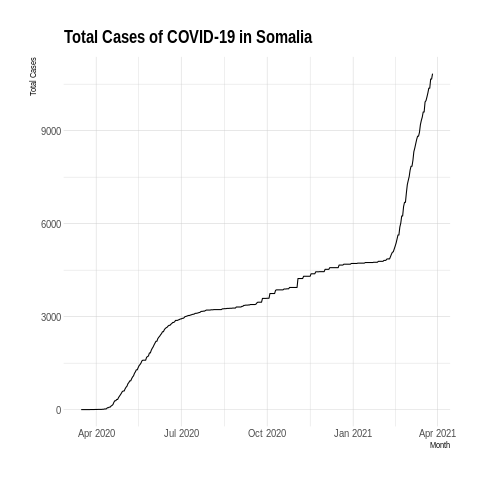 Total Cases of COVID-19 in Somalia
Total Cases
9000
6000
3000
0
Apr 2020 Jul 2020 Oct 2020 Jan 2021 Apr 2021
Month